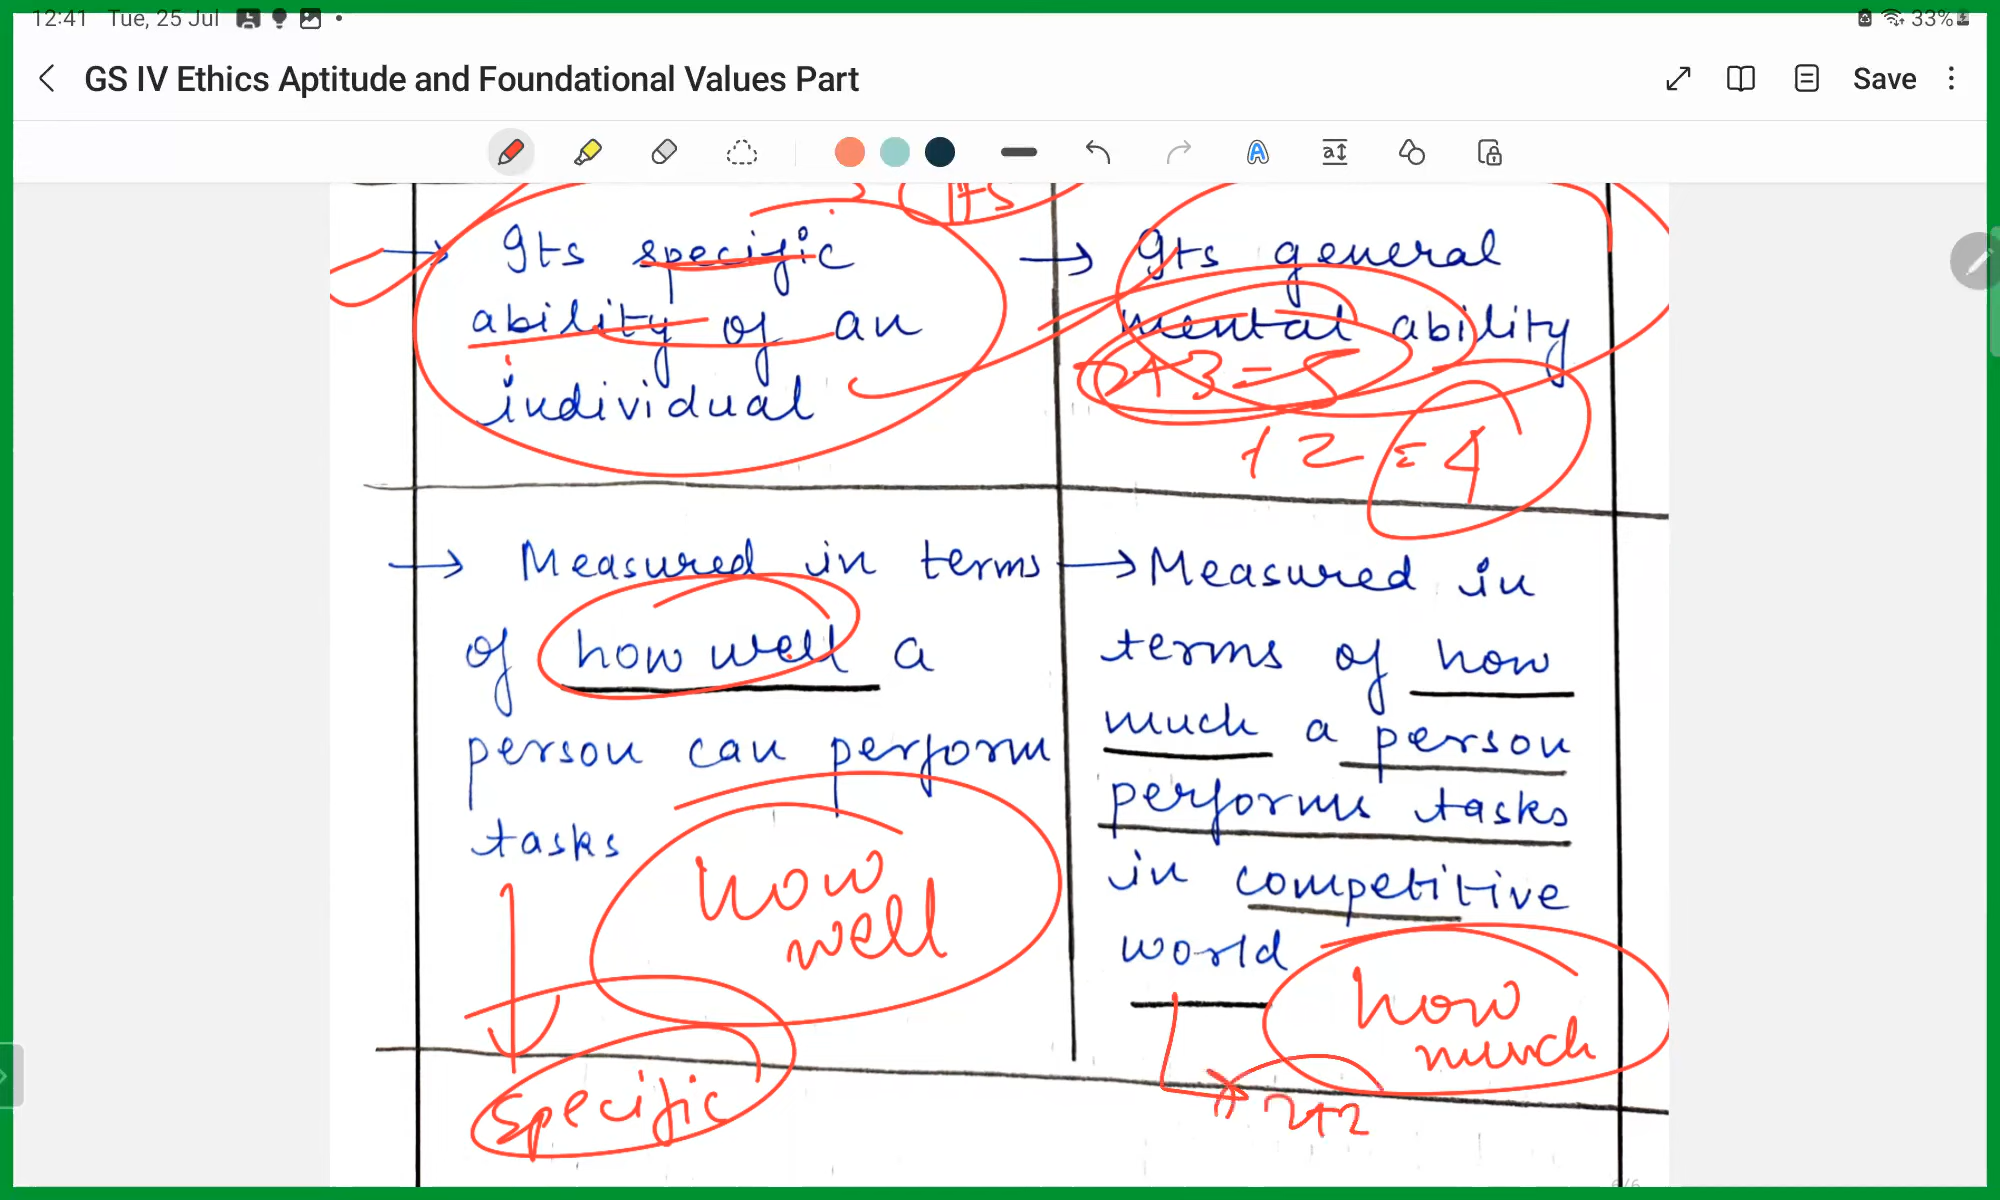 12:41 Tue, 25 Jul
33%
GS IV Ethics Aptitude and Foundational Values Part
Save
→ Its specific
ability of an
individual
→ Its general
mental ability
2+3=5
12 = 4
→ Measured in terms
of how well a
person can perform
tasks
how
well
specific
→ Measured in
terms of how
much a person
performs tasks
in competitive
world
how
much
2+2